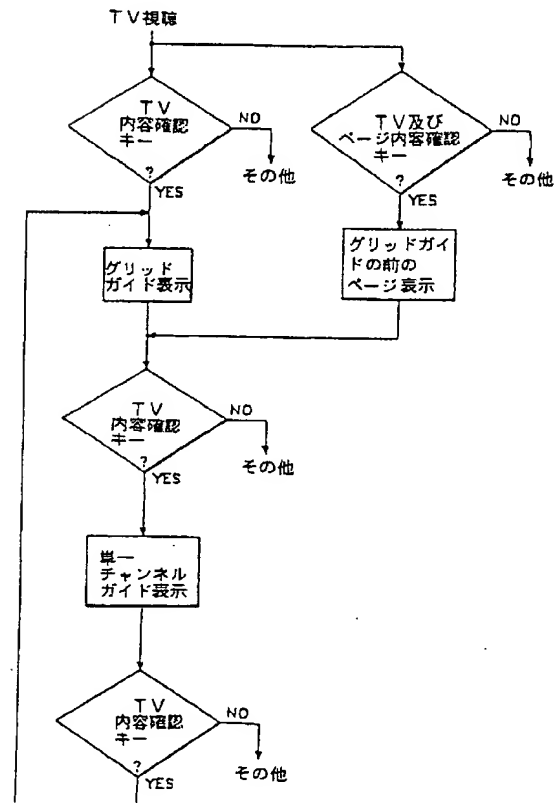 TV視聴
TV
内容確認
キー
?
NO
その他
YES
TV及び
ページ内容確認
キー
?
NO
その他
YES
グリッド
ガイド表示
グリッドガイ
ドの前の
ページ表示
TV
内容確認
キー
?
NO
その他
YES
単一
チャンネル
ガイド表示
TV
内容確認
キー
?
NO
その他
YES